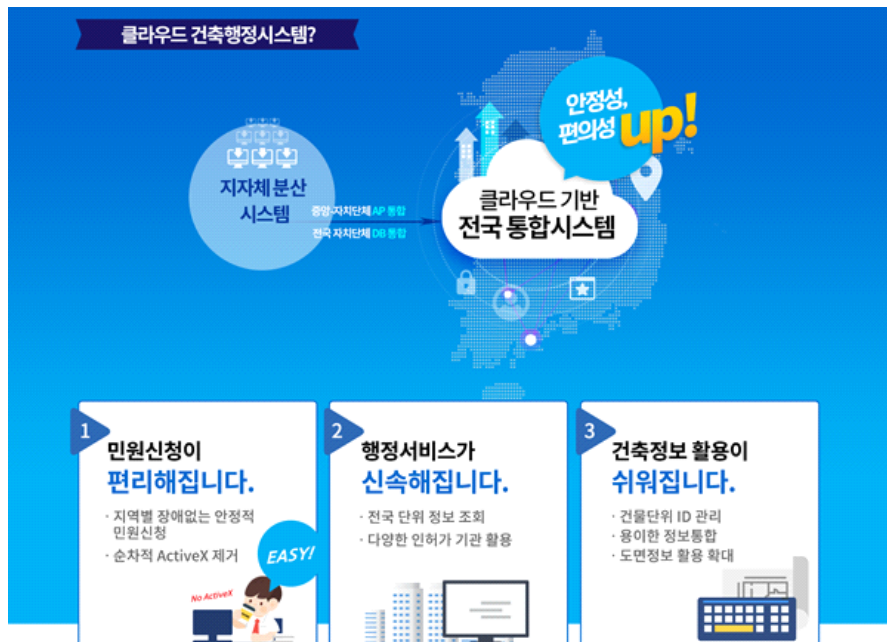 클라우드 건축행정시스템?
안정성,
편의성 up!
지자체 분산
시스템
중앙-자치단체 AP 통합
전국 자치단체 DB 통합
클라우드 기반
전국 통합시스템
1
민원신청이
편리해집니다.
· 지역별 장애없는 안정적
민원신청
· 순차적 ActiveX 제거
EASY!
No ActiveX
2
행정서비스가
신속해집니다.
· 전국 단위 정보 조회
· 다양한 인허가 기관 활용
3
건축정보 활용이
쉬워집니다.
· 건물단위 ID 관리
· 용이한 정보통합
· 도면정보 활용 확대